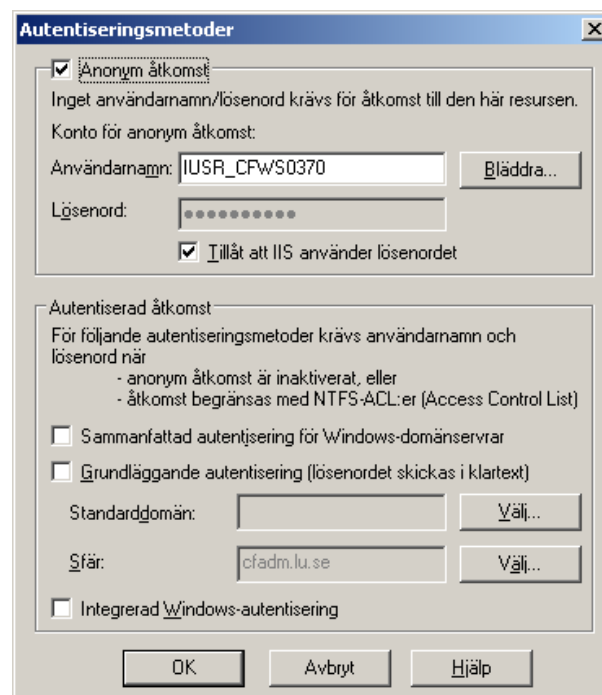 Autentiseringsmetoder
Anonym åtkomst
Inget användarnamn/lösenord krävs för åtkomst till den här resursen.
Konto för anonym åtkomst:
Användarnamn: IUSR_CFWS0370 Bläddra...
Lösenord: ●●●●●●●●●●
Tillåt att IIS använder lösenordet
Autentiserad åtkomst
För följande autentiseringsmetoder krävs användarnamn och
lösenord när
- anonym åtkomst är inaktiverat, eller
- åtkomst begränsas med NTFS-ACL:er (Access Control List)
Sammanfattad autentisering för Windows-domänservrar
Grundläggande autentisering (lösenordet skickas i klartext)
Standarddomän: Välj...
Sfär: cfadm.lu.se Välj...
Integrerad Windows-autentisering
OK Avbryt Hjälp